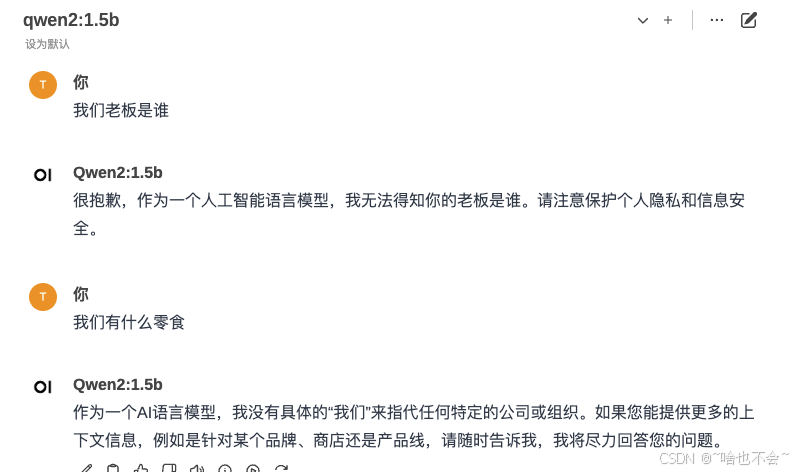 qwen2:1.5b
设为默认
T
你
我们老板是谁
OI
Qwen2:1.5b
很抱歉，作为一个人工智能语言模型，我无法得知你的老板是谁。请注意保护个人隐私和信息安
全。
T
你
我们有什么零食
OI
Qwen2:1.5b
作为一个AI语言模型，我没有具体的“我们”来指代任何特定的公司或组织。如果您能提供更多的上
下文信息，例如是针对某个品牌、商店还是产品线，请随时告诉我，我将尽力回答您的问题。
CSDN @~啥也不会~